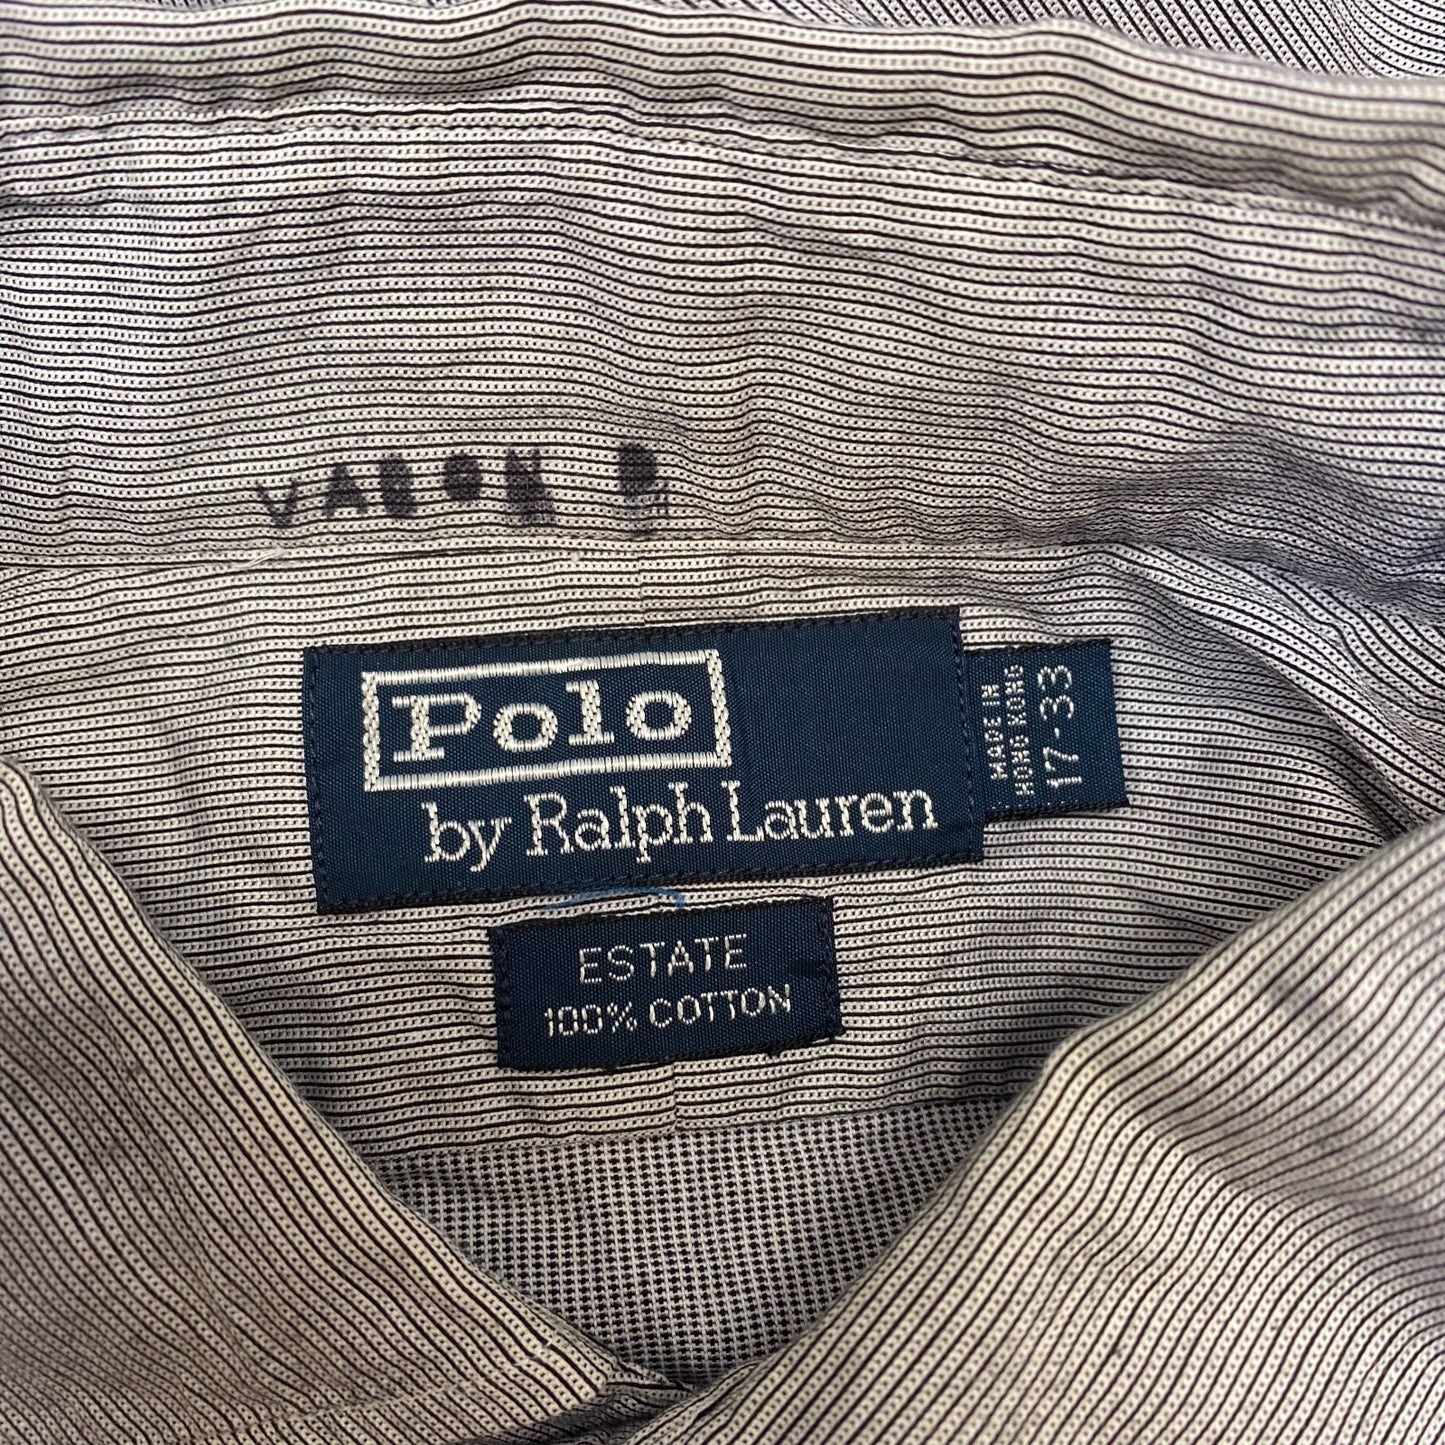 Polo
by Ralph Lauren
MADE IN
HONG KONG
17-33
ESTATE
100% COTTON